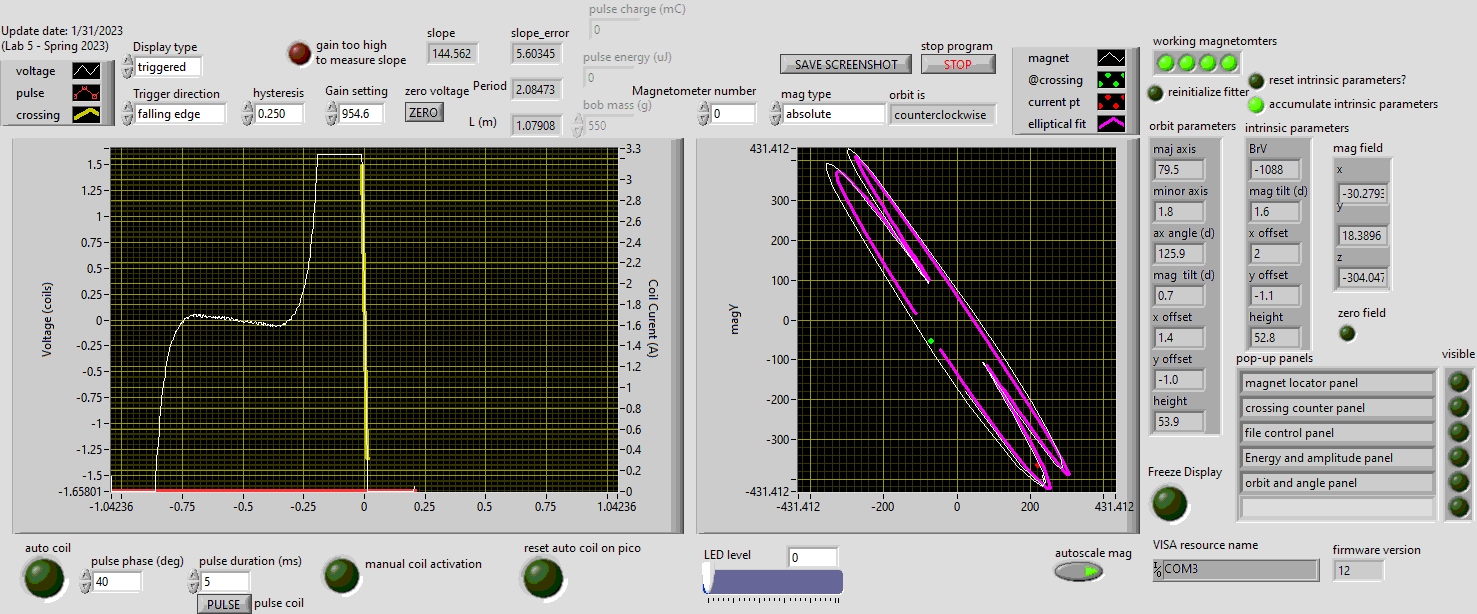 Update date: 1/31/2023
(Lab 5 - Spring 2023)
voltage
pulse
crossing
Display type
triggered
Trigger direction
falling edge
gain too high
to measure slope
hysteresis
0.250
Gain setting
954.6
slope
144.562
zero voltage
ZERO
slope_error
5.60345
Period
2.08473
L (m)
1.07908
pulse charge (mC)
0
pulse energy (uJ)
0
bob mass (g)
550
Magnetometer number
0
SAVE SCREENSHOT
stop program
STOP
mag type
absolute
orbit is
counterclockwise
magnet
@crossing
current pt
elliptical fit
working magnetomters
reinitialize fitter
reset intrinsic parameters?
accumulate intrinsic parameters
Voltage (coils)
1.5
1.25
1
0.75
0.5
0.25
0
-0.25
-0.5
-0.75
-1
-1.25
-1.5
-1.65801
-1.04236
-0.75
-0.5
-0.25
0
0.25
0.5
0.75
1.04236
3.3
3
2.8
2.6
2.4
2.2
2
1.8
1.6
1.4
1.2
1
0.8
0.6
0.4
0.2
0
Coil Curent (A)
magy
431.412
300
200
100
0
-100
-200
-300
-431.412
-431.412
-200
0
200
431.412
orbit parameters
maj axis
79.5
minor axis
1.8
ax angle (d)
125.9
mag tilt (d)
0.7
x offset
1.4
y offset
-1.0
height
53.9
intrinsic parameters
BrV
-1088
mag tilt (d)
1.6
x offset
2
y offset
-1.1
height
52.8
mag field
x
y
18.3896
z
-304.047
zero field
pop-up panels
visible
magnet locator panel
crossing counter panel
file control panel
Energy and amplitude panel
orbit and angle panel
Freeze Display
auto coil
pulse phase (deg)
40
pulse duration (ms)
5
PULSE
pulse coil
manual coil activation
reset auto coil on pico
LED level
0
autoscale mag
VISA resource name
COM3
firmware version
12